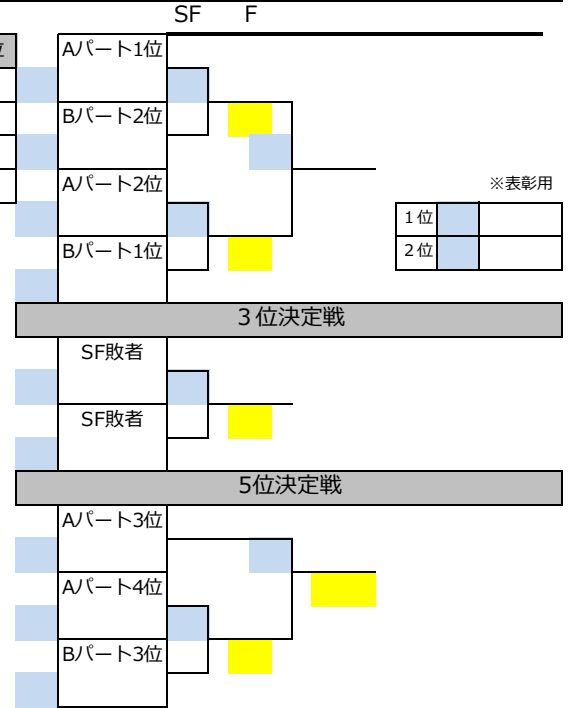 SF F
位 Aパート1位
Bパート2位
Aパート2位
※表彰用
1位
Bパート1位 2位
３位決定戦
SF敗者
SF敗者
5位決定戦
Aパート3位
Aパート4位
Bパート3位